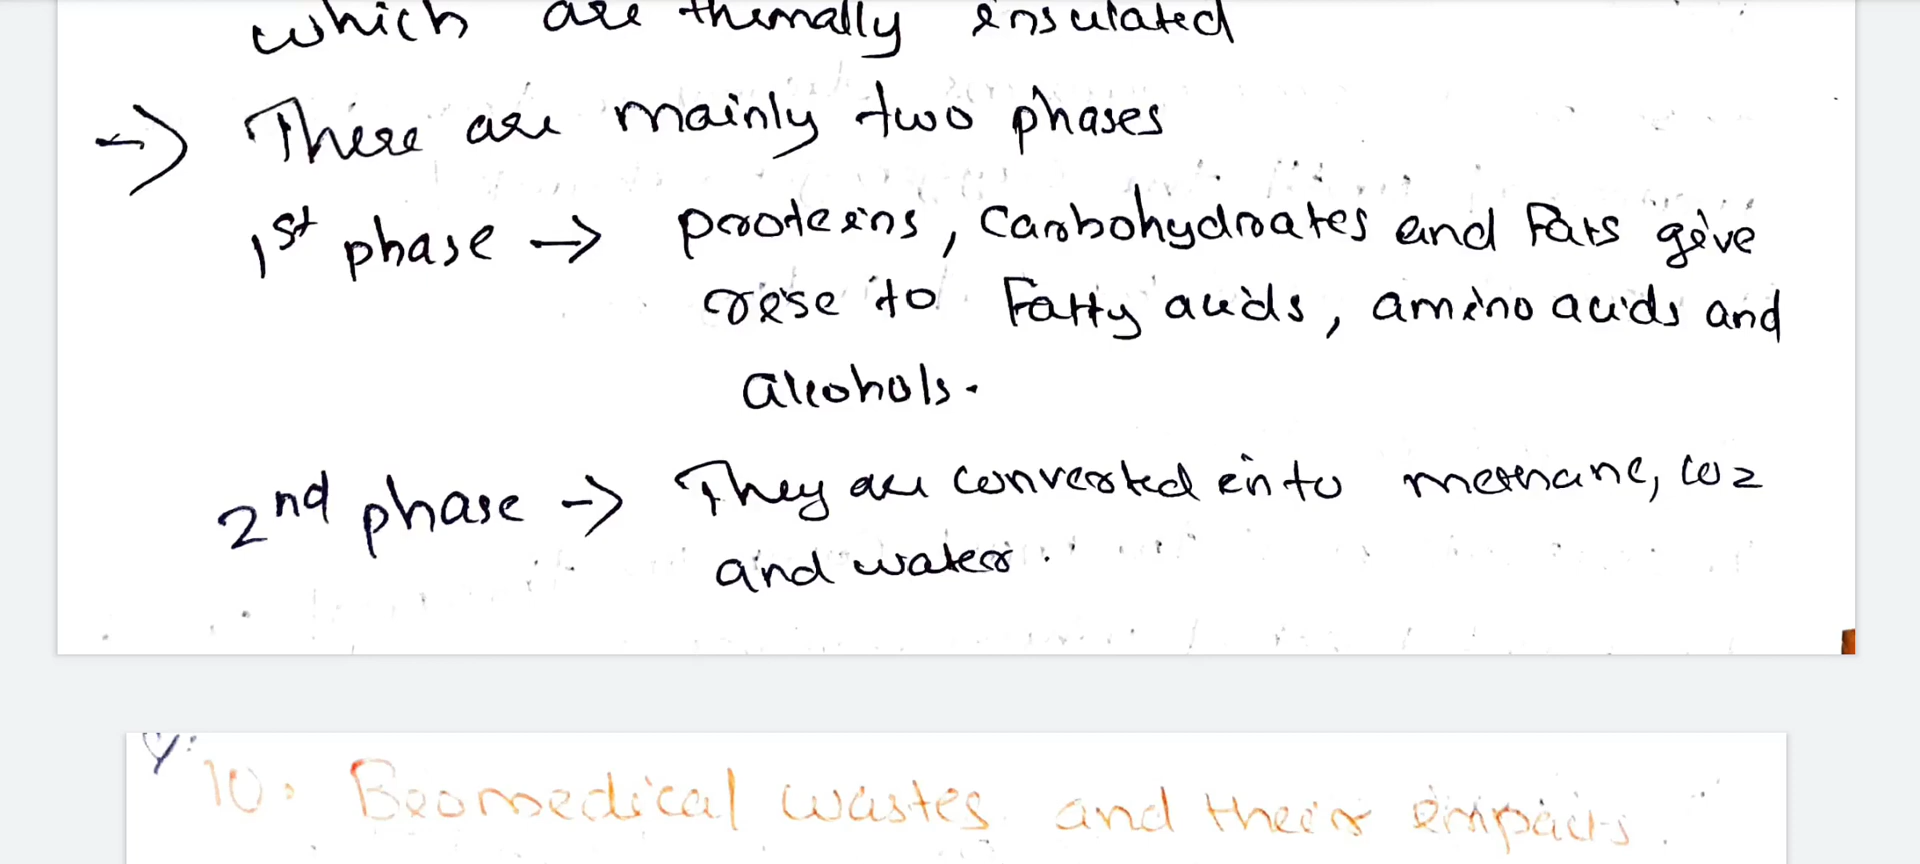 which are themally insulated
-> There are mainly two phases
1st phase -> proteins, Carbohydrates and Fats give
rise to Fatty acids, amino acids and
alcohols.
2nd phase -> They are converted into methane, CO2
and water.
10. Biomedical wastes and their impacts.